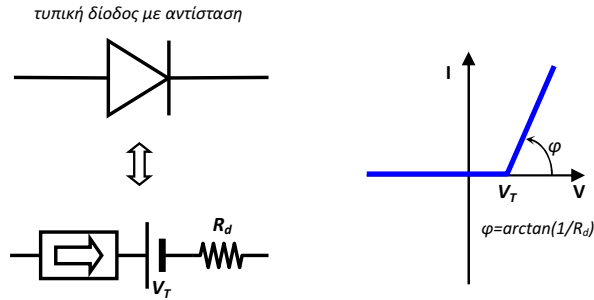 τυπική δίοδος με αντίσταση
I
φ
V_T
V
φ=arctan(1/R_d)
R_d
V_T